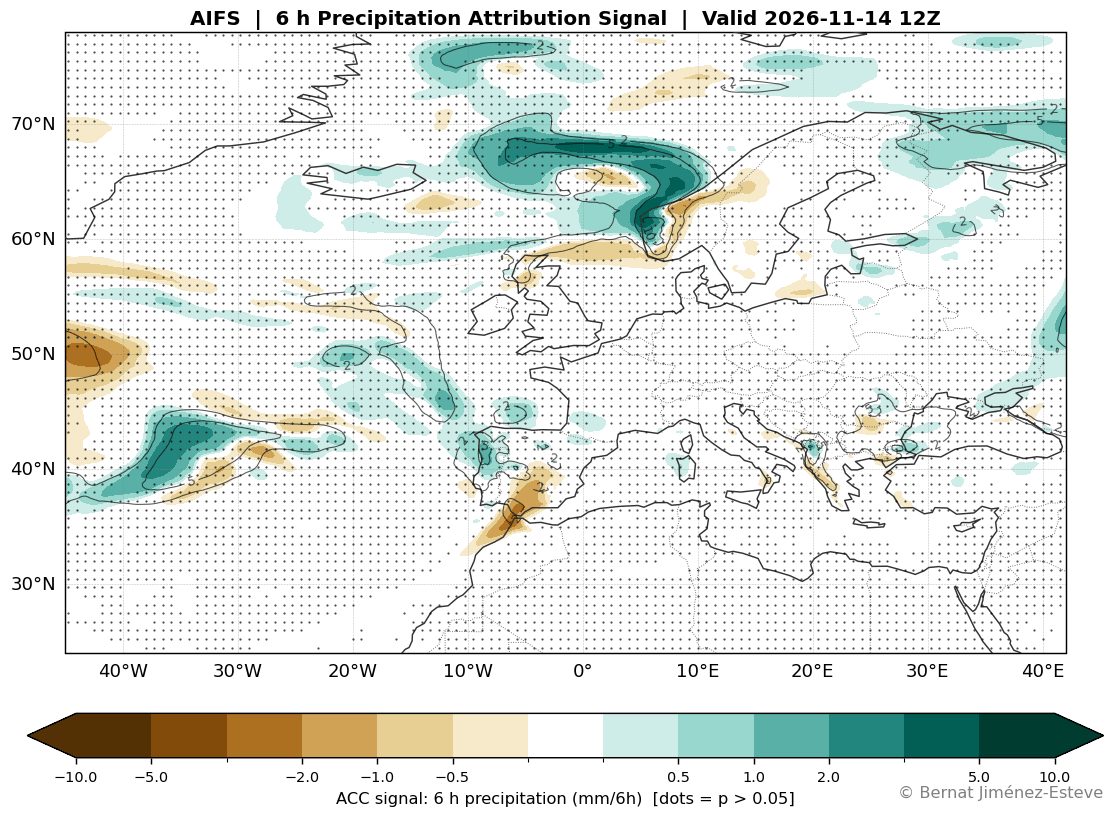 AIFS | 6 h Precipitation Attribution Signal | Valid 2026-11-14 12Z
70°N
60°N
50°N
40°N
30°N
40°W 30°W 20°W 10°W 0° 10°E 20°E 30°E 40°E
−10.0 −5.0 −2.0 −1.0 −0.5 0.5 1.0 2.0 5.0 10.0
ACC signal: 6 h precipitation (mm/6h) [dots = p > 0.05]
© Bernat Jiménez-Esteve